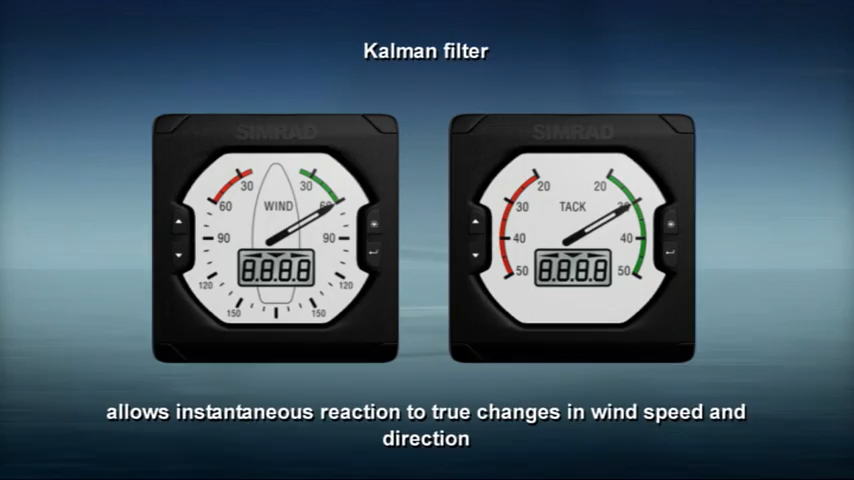 Kalman filter
SIMRAD
SIMRAD
30 30
60 WIND 60
90 90
8.8.8.8
120 120
150 150
20 20
30 TACK 30
40 40
8.8.8.8
50 50
allows instantaneous reaction to true changes in wind speed and
direction